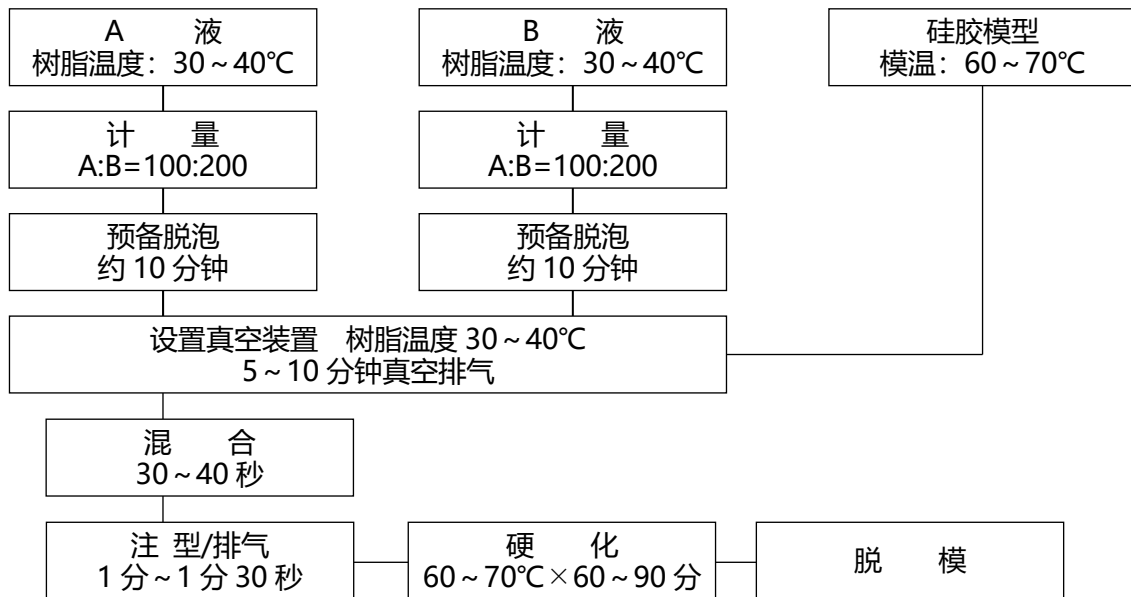 A 液
树脂温度：30～40℃
B 液
树脂温度：30～40℃
硅胶模型
模温：60～70℃
计 量
A:B=100:200
计 量
A:B=100:200
预备脱泡
约 10 分钟
预备脱泡
约 10 分钟
设置真空装置 树脂温度 30～40℃
5～10 分钟真空排气
混 合
30～40 秒
注 型/排气
1 分～1 分 30 秒
硬 化
60～70℃×60～90 分
脱 模